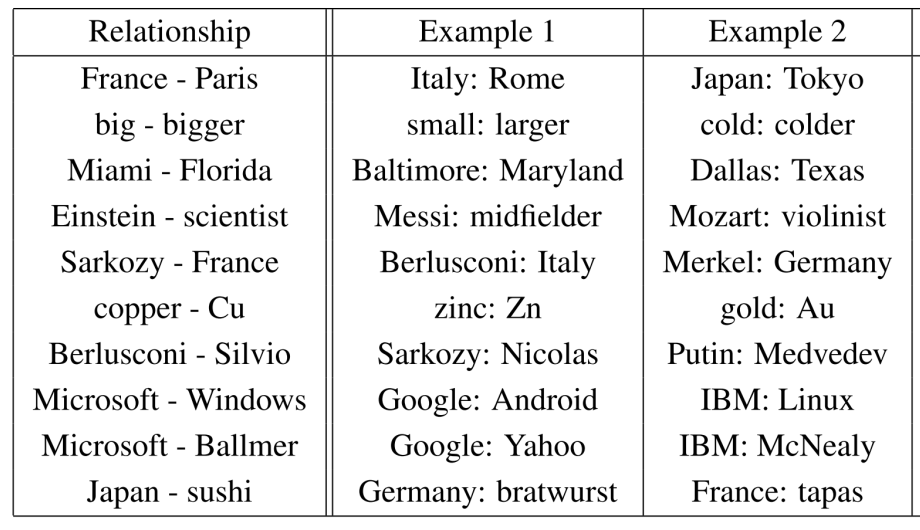 Relationship Example 1 Example 2
France - Paris Italy: Rome Japan: Tokyo
big - bigger small: larger cold: colder
Miami - Florida Baltimore: Maryland Dallas: Texas
Einstein - scientist Messi: midfielder Mozart: violinist
Sarkozy - France Berlusconi: Italy Merkel: Germany
copper - Cu zinc: Zn gold: Au
Berlusconi - Silvio Sarkozy: Nicolas Putin: Medvedev
Microsoft - Windows Google: Android IBM: Linux
Microsoft - Ballmer Google: Yahoo IBM: McNealy
Japan - sushi Germany: bratwurst France: tapas